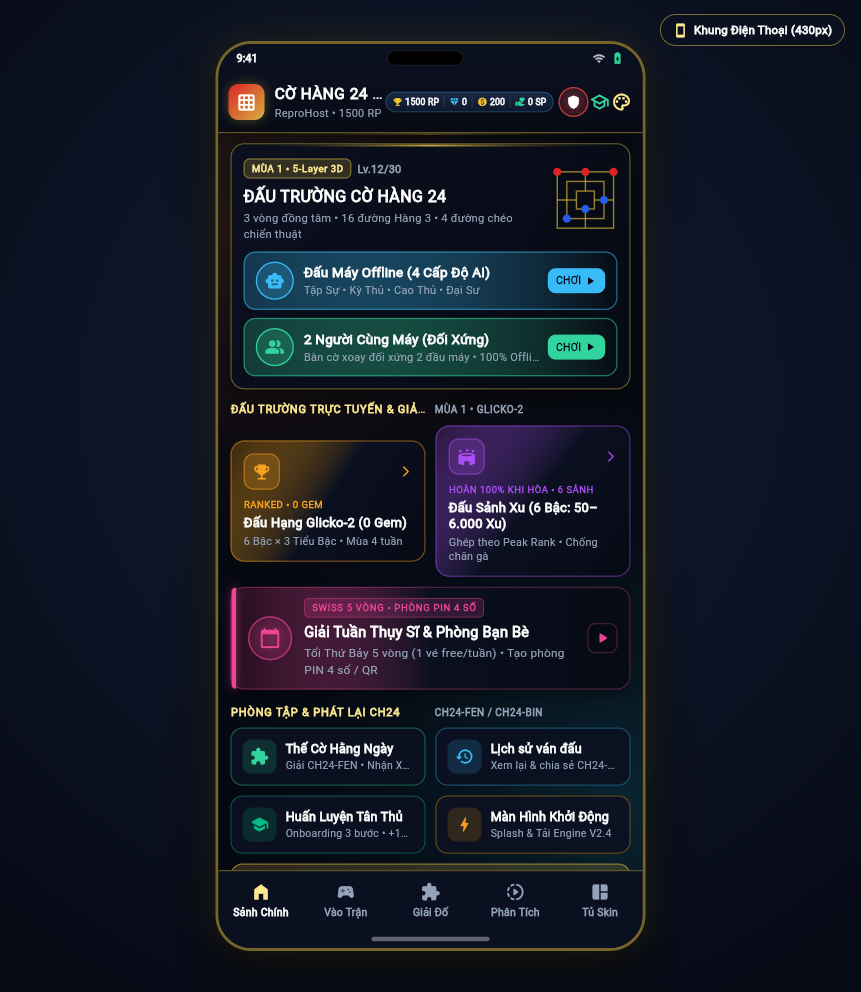 Khung Điện Thoại (430px)
9:41
CỜ HÀNG 24 ...
ReproHost • 1500 RP
1500 RP 0 200 0 SP
MÙA 1 • 5-Layer 3D Lv.12/30
ĐẤU TRƯỜNG CỜ HÀNG 24
3 vòng đồng tâm • 16 đường Hàng 3 • 4 đường chéo
chiến thuật
Đấu Máy Offline (4 Cấp Độ AI)
Tập Sự • Kỳ Thủ • Cao Thủ • Đại Sư
CHƠI
2 Người Cùng Máy (Đối Xứng)
Bàn cờ xoay đối xứng 2 đầu máy • 100% Offli...
CHƠI
ĐẤU TRƯỜNG TRỰC TUYẾN & GIẢ... MÙA 1 • GLICKO-2
RANKED • 0 GEM
Đấu Hạng Glicko-2 (0 Gem)
6 Bậc × 3 Tiểu Bậc • Mùa 4 tuần
HOÀN 100% KHI HÒA • 6 SẢNH
Đấu Sảnh Xu (6 Bậc: 50–
6.000 Xu)
Ghép theo Peak Rank • Chống
chăn gà
SWISS 5 VÒNG • PHÒNG PIN 4 SỐ
Giải Tuần Thụy Sĩ & Phòng Bạn Bè
Tối Thứ Bảy 5 vòng (1 vé free/tuần) • Tạo phòng
PIN 4 số / QR
PHÒNG TẬP & PHÁT LẠI CH24 CH24-FEN / CH24-BIN
Thế Cờ Hằng Ngày
Giải CH24-FEN • Nhận X...
Lịch sử ván đấu
Xem lại & chia sẻ CH24-...
Huấn Luyện Tân Thủ
Onboarding 3 bước • +1...
Màn Hình Khởi Động
Splash & Tải Engine V2.4
Sảnh Chính Vào Trận Giải Đố Phân Tích Tủ Skin